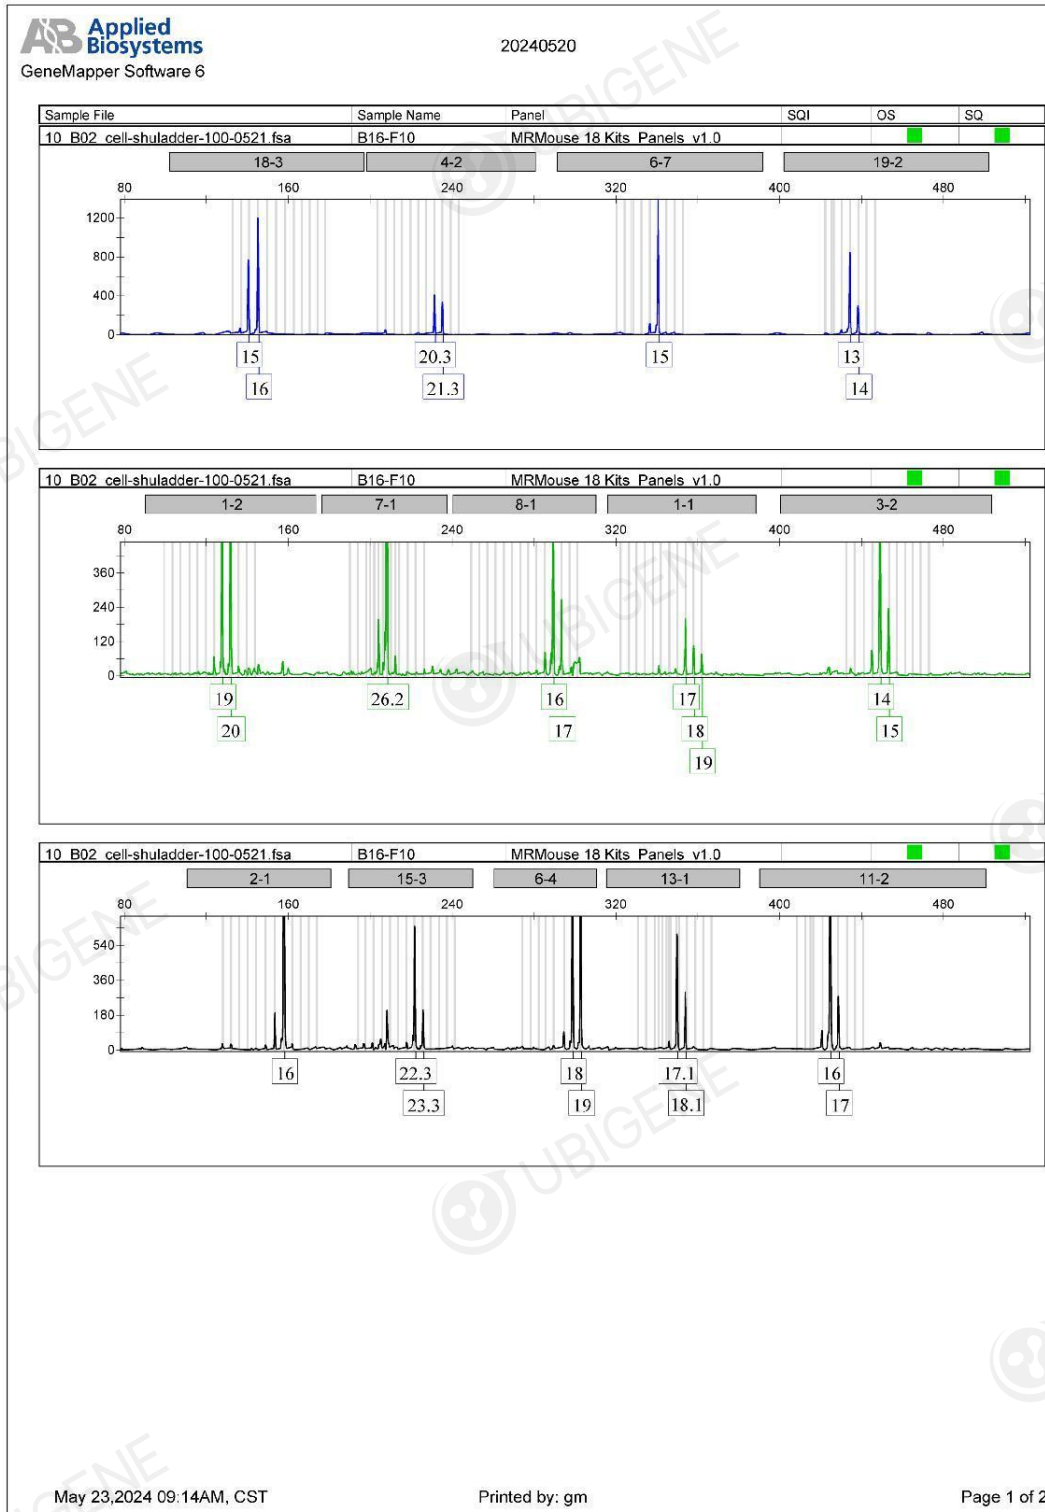 AB Applied
Biosystems
GeneMapper Software 6
20240520
Sample File Sample Name Panel SQI OS SQ
10_B02_cell-shuladder-100-0521.fsa B16-F10 MRMouse 18 Kits_Panels_v1.0
18-3 4-2 6-7 19-2
80 160 240 320 400 480
1200
800
400
0
15 20.3 15 13
16 21.3 14
10_B02_cell-shuladder-100-0521.fsa B16-F10 MRMouse 18 Kits_Panels_v1.0
1-2 7-1 8-1 1-1 3-2
80 160 240 320 400 480
360
240
120
0
19 26.2 16 17 14
20 17 18 15
19
10_B02_cell-shuladder-100-0521.fsa B16-F10 MRMouse 18 Kits_Panels_v1.0
2-1 15-3 6-4 13-1 11-2
80 160 240 320 400 480
540
360
180
0
16 22.3 18 17.1 16
23.3 19 18.1 17
UBIGENE
UBIGENE
UBIGENE
UBIGENE
UBIGENE
UBIGENE
May 23,2024 09:14AM, CST Printed by: gm Page 1 of 2